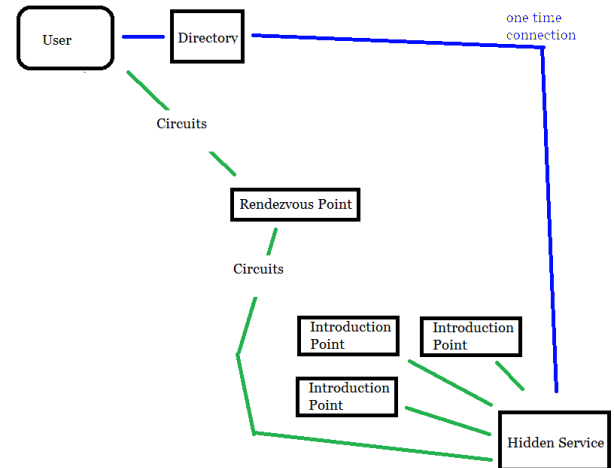 one time
connection
User
Directory
Circuits
Rendezvous Point
Circuits
Introduction
Point
Introduction
Point
Introduction
Point
Hidden Service